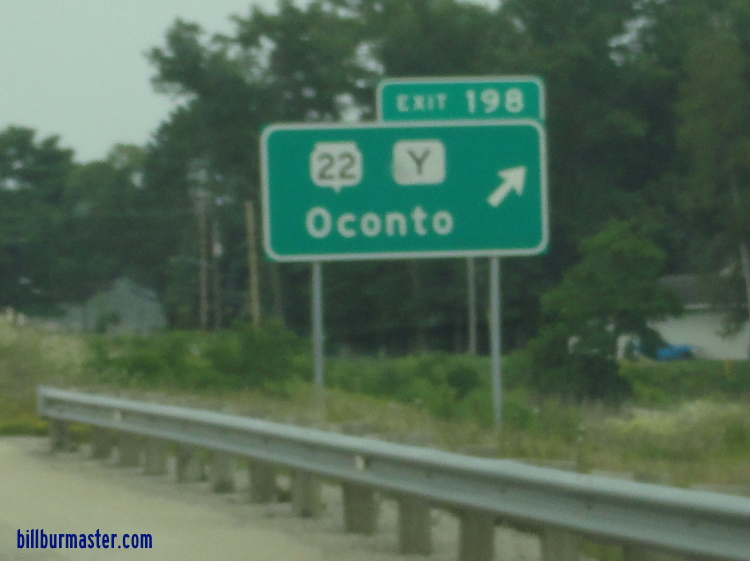 EXIT 198
22 Y
Oconto
billburmaster.com